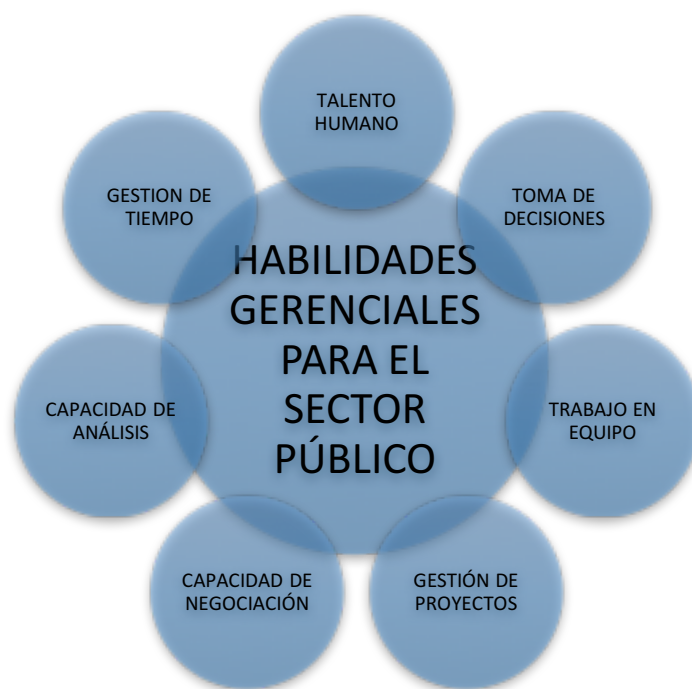 TALENTO
HUMANO
TOMA DE
DECISIONES
TRABAJO EN
EQUIPO
GESTIÓN DE
PROYECTOS
CAPACIDAD DE
NEGOCIACIÓN
CAPACIDAD DE
ANÁLISIS
GESTION DE
TIEMPO
HABILIDADES
GERENCIALES
PARA EL
SECTOR
PÚBLICO